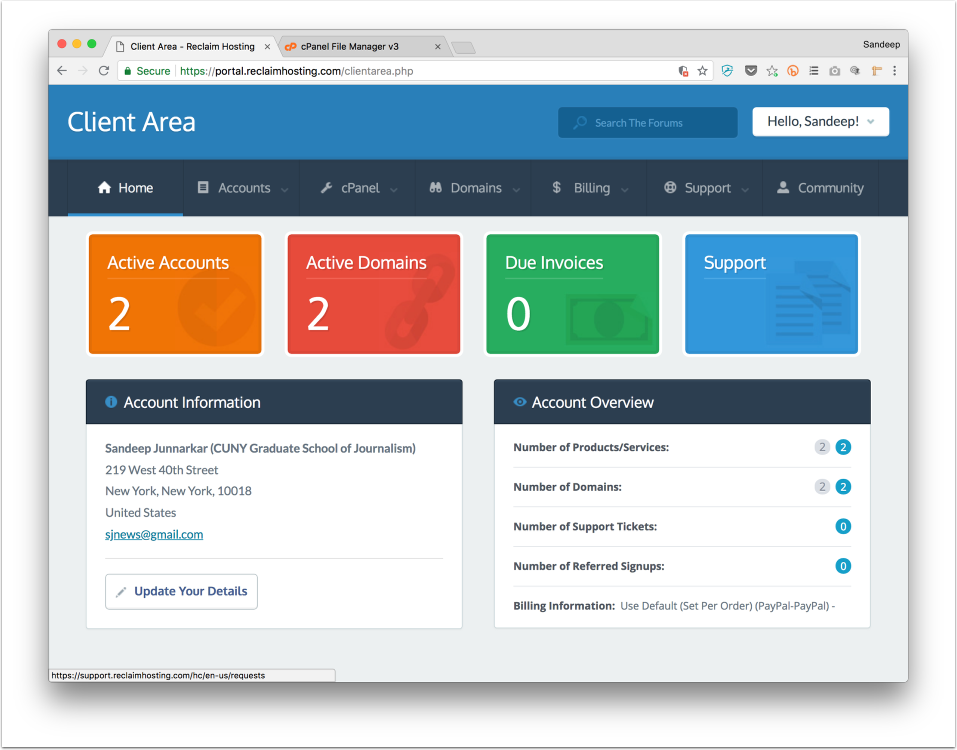 Client Area - Reclaim Hosting
cPanel File Manager v3
Sandeep
Secure https://portal.reclaimhosting.com/clientarea.php
Client Area
Search The Forums
Hello, Sandeep!
Home
Accounts
cPanel
Domains
$ Billing
Support
Community
Active Accounts
2
Active Domains
2
Due Invoices
0
Support
Account Information
Sandeep Junnarkar (CUNY Graduate School of Journalism)
219 West 40th Street
New York, New York, 10018
United States
sjnews@gmail.com
Update Your Details
Account Overview
Number of Products/Services: 2 2
Number of Domains: 2 2
Number of Support Tickets: 0
Number of Referred Signups: 0
Billing Information: Use Default (Set Per Order) (PayPal-PayPal) -
https://support.reclaimhosting.com/hc/en-us/requests